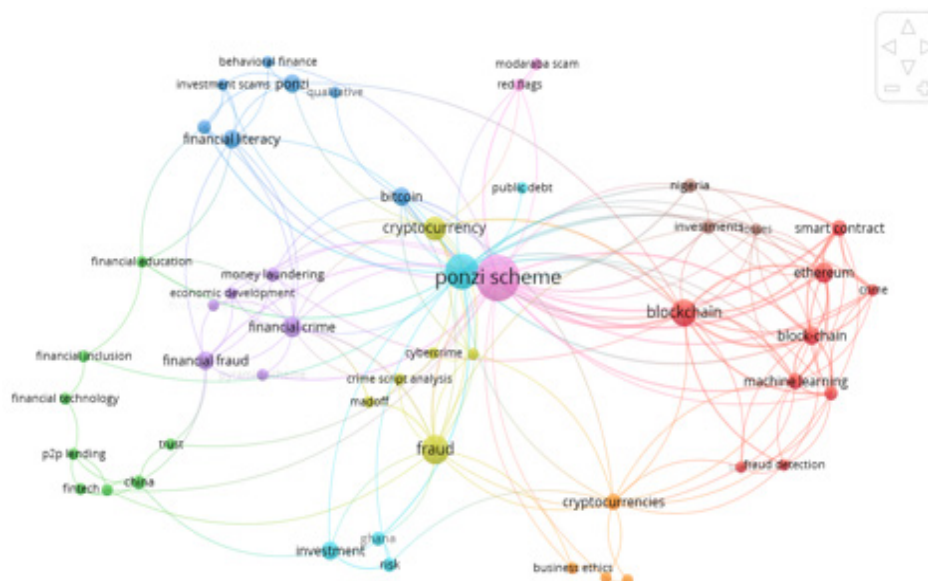 behavioral finance
modaraba scam
investment scams
ponzi
red flags
qualitative
financial literacy
public debt
nigeria
bitcoin
cryptocurrency
investments
smart contract
financial education
money laundering
ponzi scheme
ethereum
economic development
crime
blockchain
financial crime
block-chain
financial inclusion
financial fraud
cybercrime
crime script analysis
machine learning
financial technology
madoff
trust
fraud
p2p lending
fraud detection
fintech
china
cryptocurrencies
ghana
investment
risk
business ethics